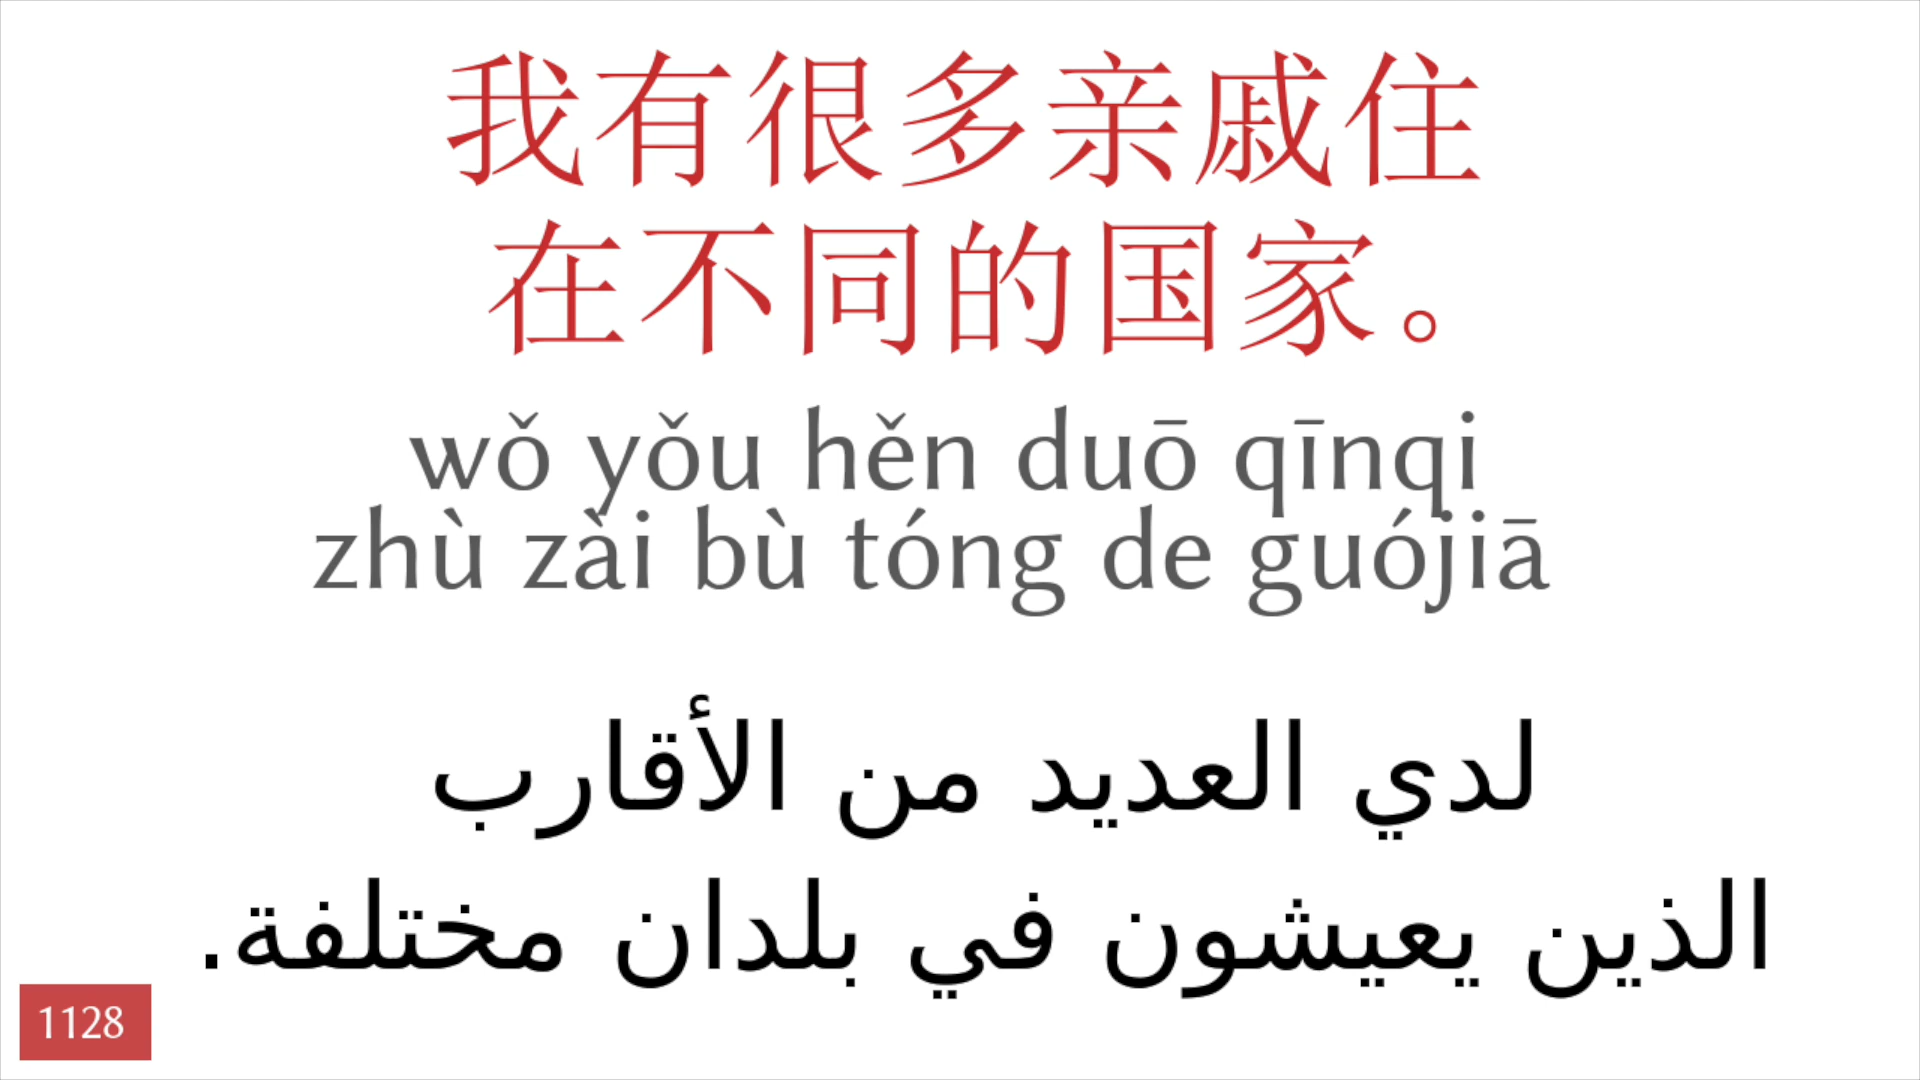 我有很多亲戚住
在不同的国家。
wǒ yǒu hěn duō qīnqi
zhù zài bù tóng de guójiā
لدي العديد من الأقارب
الذين يعيشون في بلدان مختلفة.
1128